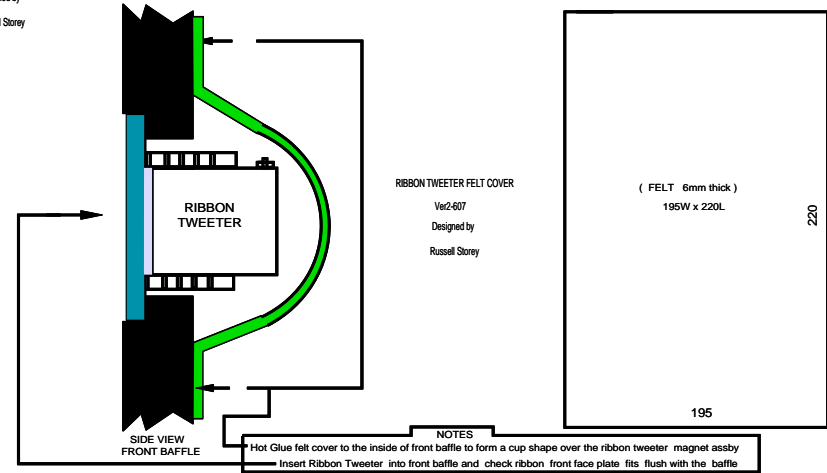 Storey
RIBBON
TWEETER
SIDE VIEW
FRONT BAFFLE
RIBBON TWEETER FELT COVER
Ver2-607
Designed by
Russell Storey
( FELT 6mm thick )
195W x 220L
220
195
NOTES
Hot Glue felt cover to the inside of front baffle to form a cup shape over the ribbon tweeter magnet assby
Insert Ribbon Tweeter into front baffle and check ribbon front face plate fits flush with the baffle